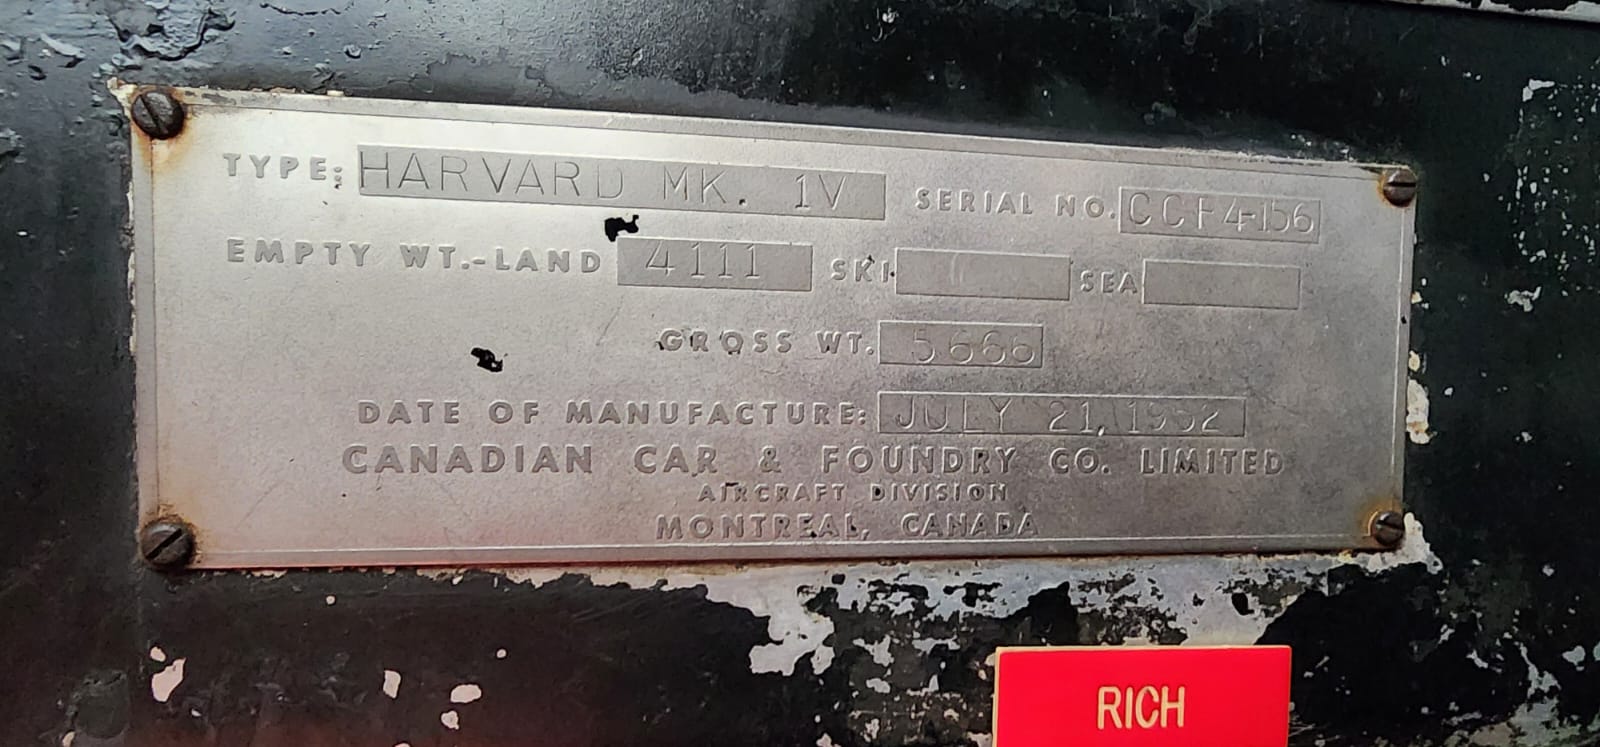 TYPE: HARVARD MK. 1V SERIAL NO. CCF4-156
EMPTY WT.-LAND 4111 SKI SEA
GROSS WT. 5666
DATE OF MANUFACTURE: JULY 21, 1952
CANADIAN CAR & FOUNDRY CO. LIMITED
AIRCRAFT DIVISION
MONTREAL, CANADA
RICH